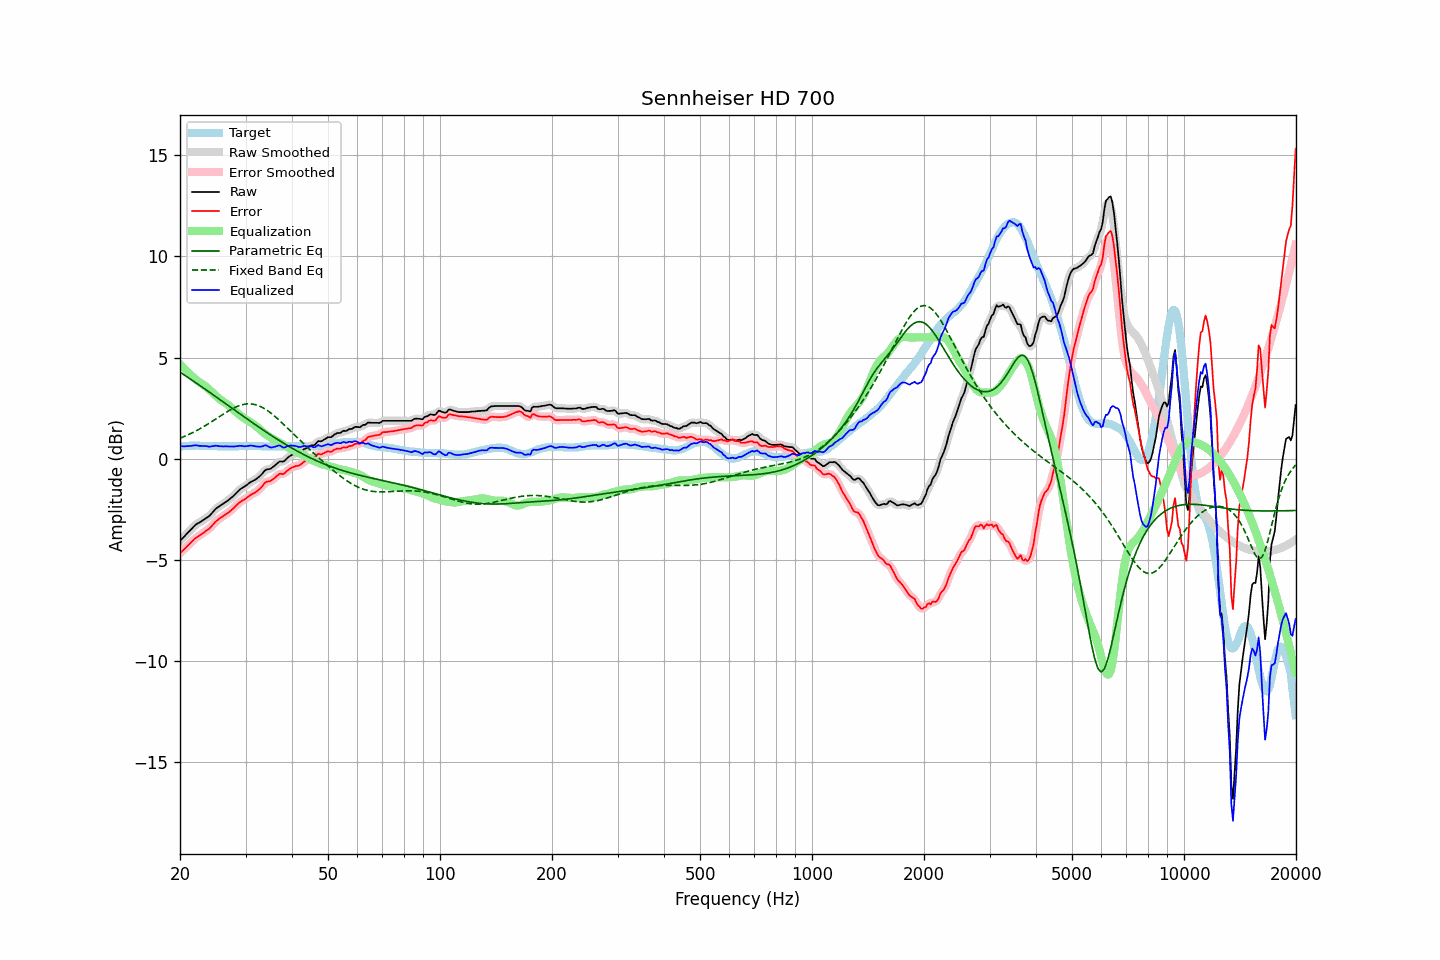 Sennheiser HD 700
Target
Raw Smoothed
Error Smoothed
Raw
Error
Equalization
Parametric Eq
Fixed Band Eq
Equalized
15
10
5
0
−5
−10
−15
Amplitude (dBr)
20 50 100 200 500 1000 2000 5000 10000 20000
Frequency (Hz)